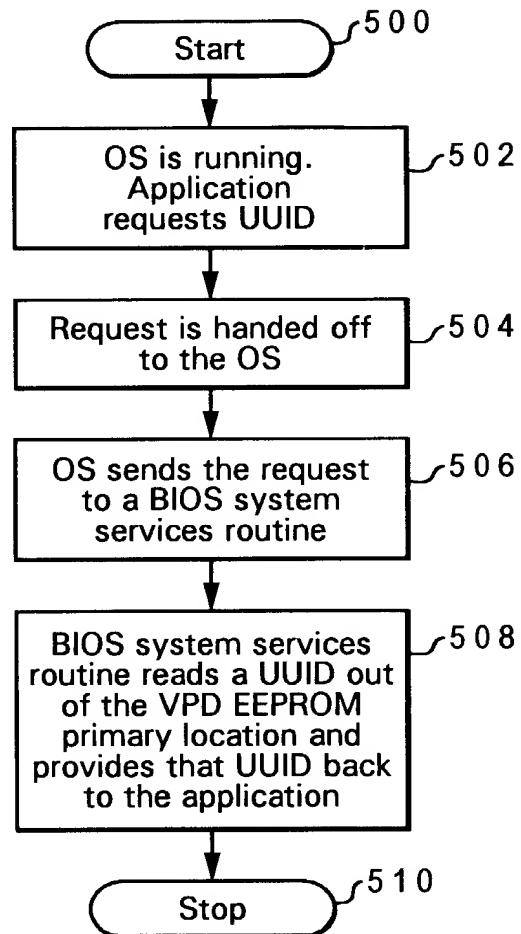 500
Start
OS is running.
Application
requests UUID
502
Request is handed off
to the OS
504
OS sends the request
to a BIOS system
services routine
506
BIOS system services
routine reads a UUID out
of the VPD EEPROM
primary location and
provides that UUID back
to the application
508
Stop
510